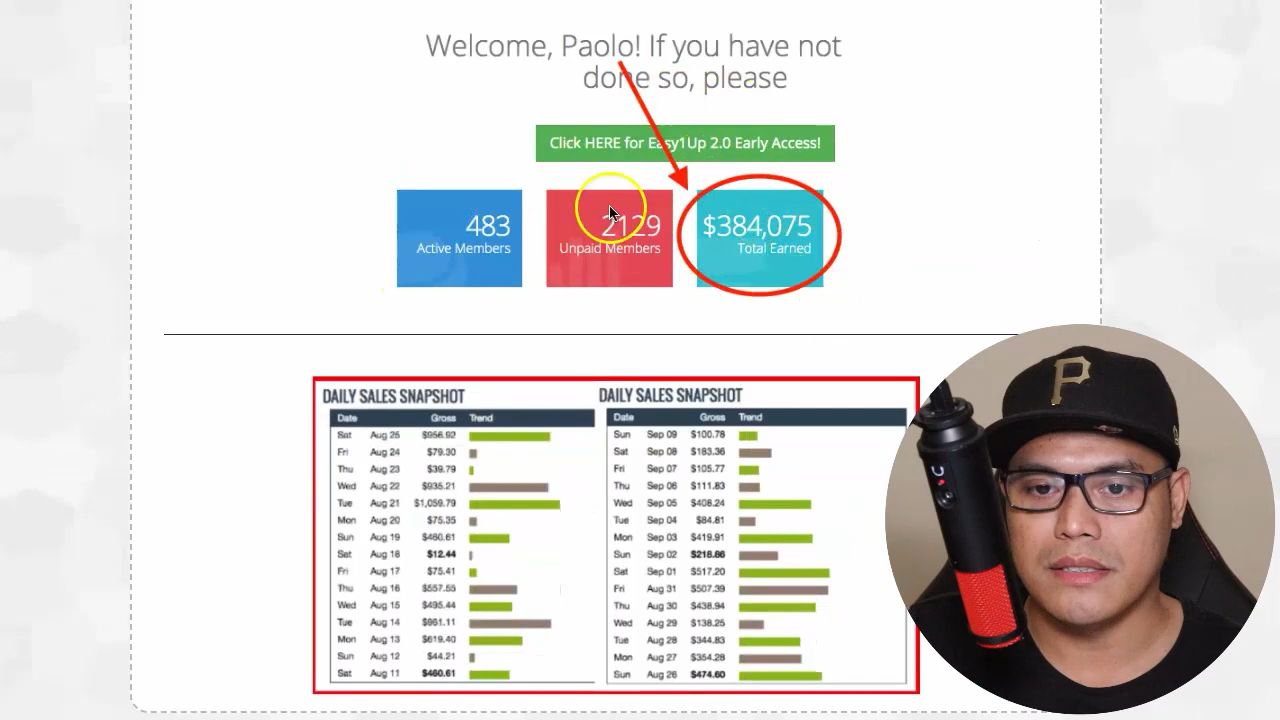 Welcome, Paolo! If you have not
done so, please
Click HERE for Easy1Up 2.0 Early Access!
483
Active Members
2129
Unpaid Members
$384,075
Total Earned
DAILY SALES SNAPSHOT
Date Gross Trend
Sat Aug 25 $956.92
Fri Aug 24 $79.30
Thu Aug 23 $39.79
Wed Aug 22 $935.21
Tue Aug 21 $1,059.79
Mon Aug 20 $75.35
Sun Aug 19 $460.61
Sat Aug 18 $12.44
Fri Aug 17 $75.41
Thu Aug 16 $557.55
Wed Aug 15 $495.44
Tue Aug 14 $961.11
Mon Aug 13 $619.40
Sun Aug 12 $44.21
Sat Aug 11 $460.61
DAILY SALES SNAPSHOT
Date Gross Trend
Sun Sep 09 $100.78
Sat Sep 08 $183.36
Fri Sep 07 $105.77
Thu Sep 06 $111.83
Wed Sep 05 $408.24
Tue Sep 04 $84.81
Mon Sep 03 $419.91
Sun Sep 02 $218.86
Sat Sep 01 $517.20
Fri Aug 31 $507.39
Thu Aug 30 $438.94
Wed Aug 29 $138.25
Tue Aug 28 $344.83
Mon Aug 27 $354.28
Sun Aug 26 $474.60
P